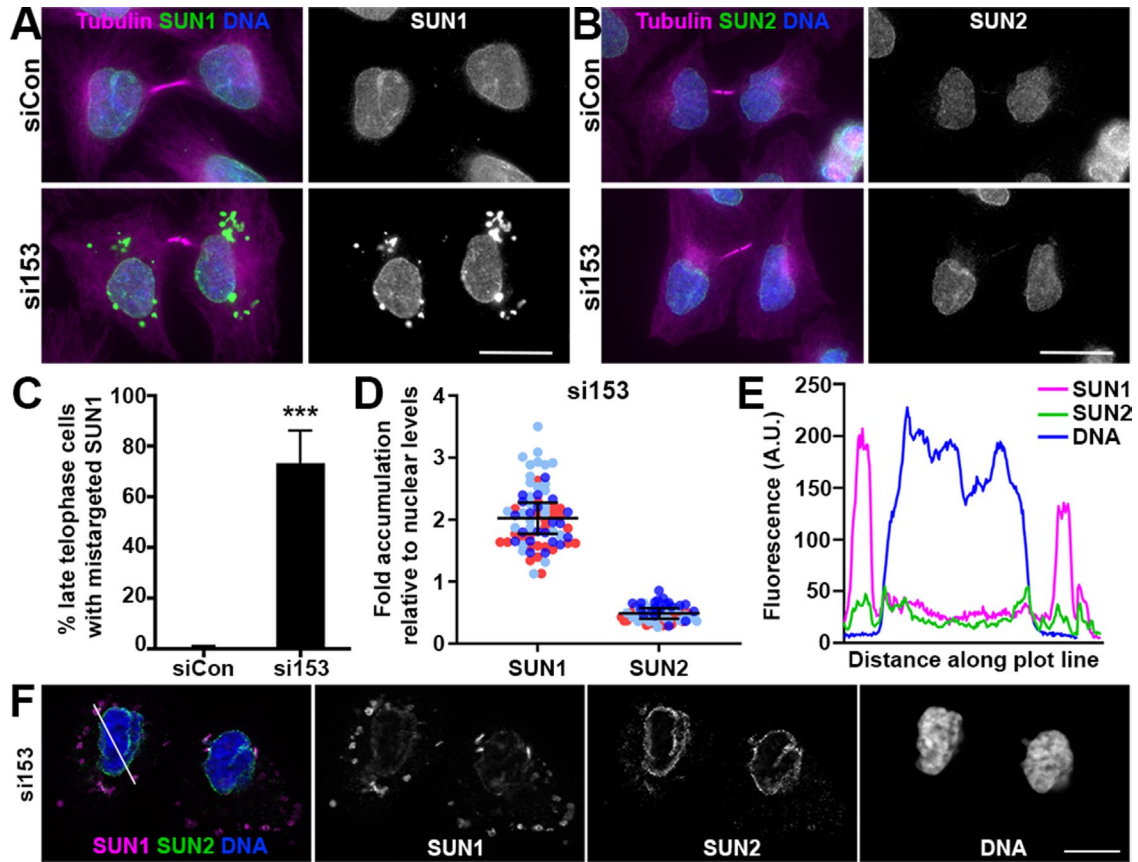 A
Tubulin SUN1 DNA
SUN1
B
Tubulin SUN2 DNA
SUN2
siCon
si153
siCon
si153
C
% late telophase cells
with mistargeted SUN1
100
80
60
40
20
0
***
siCon
si153
D
si153
Fold accumulation
relative to nuclear levels
4
3
2
1
0
SUN1
SUN2
E
Fluorescence (A.U.)
250
200
150
100
50
0
SUN1
SUN2
DNA
Distance along plot line
F
si153
SUN1 SUN2 DNA
SUN1
SUN2
DNA